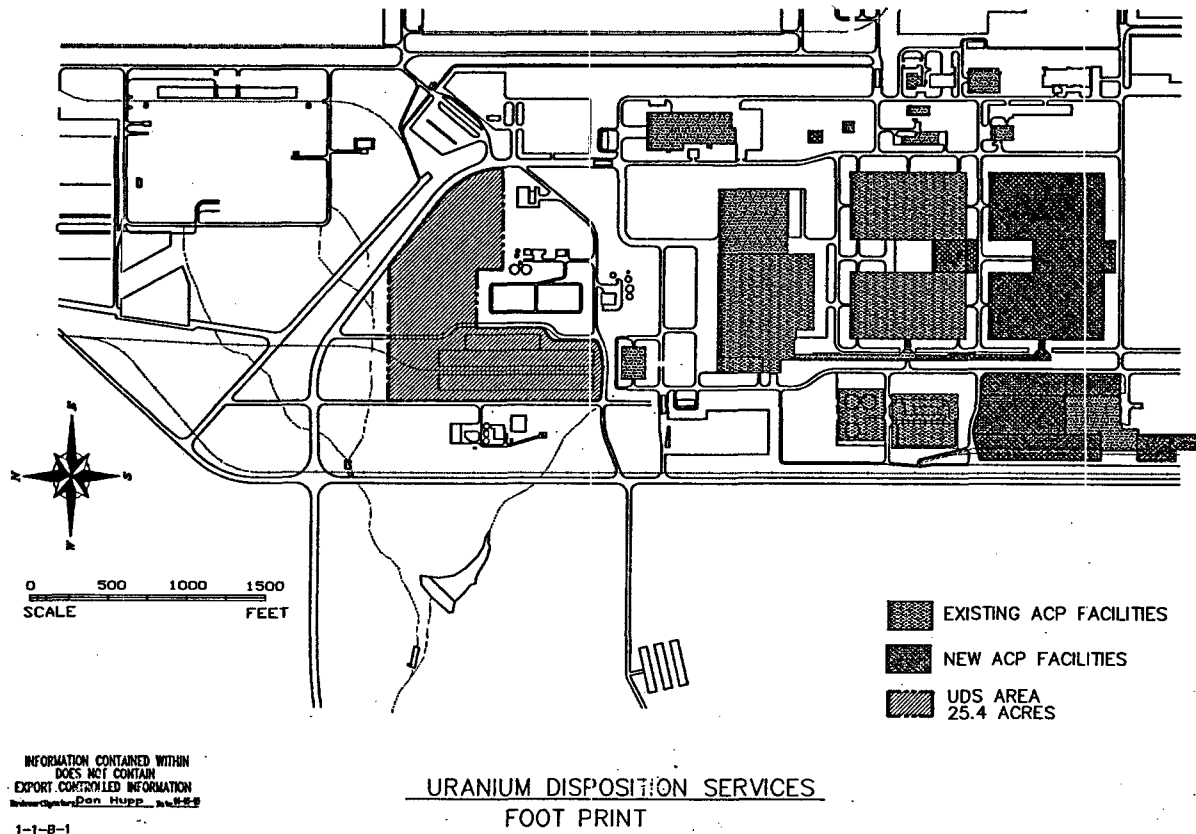 E
N
S
W
0 500 1000 1500
SCALE FEET
EXISTING ACP FACILITIES
NEW ACP FACILITIES
UDS AREA
25.4 ACRES
INFORMATION CONTAINED WITHIN
DOES NOT CONTAIN
EXPORT CONTROLLED INFORMATION
Dan Hupp
URANIUM DISPOSITION SERVICES
FOOT PRINT
1-1-B-1